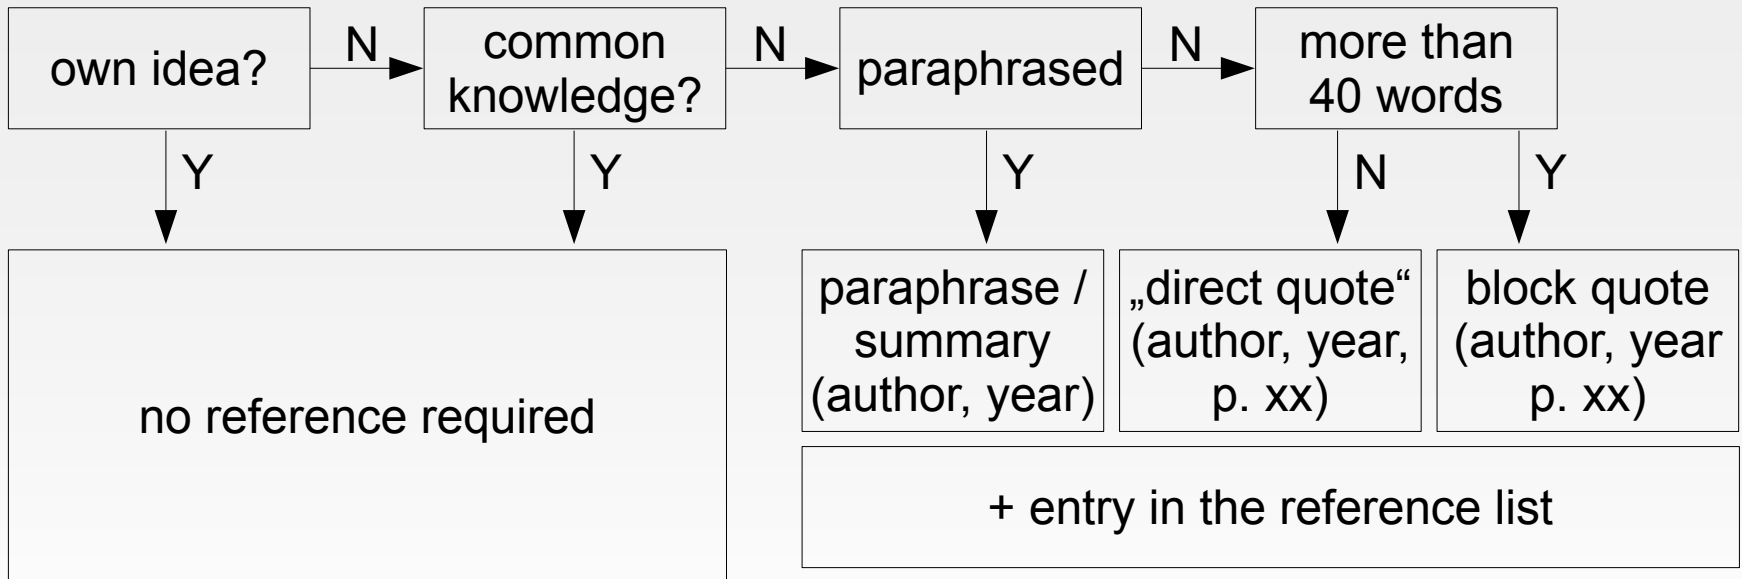 own idea?
N
common
knowledge?
N
paraphrased
N
more than
40 words
Y
Y
Y
N
Y
no reference required
paraphrase /
summary
(author, year)
„direct quote“
(author, year,
p. xx)
block quote
(author, year
p. xx)
+ entry in the reference list